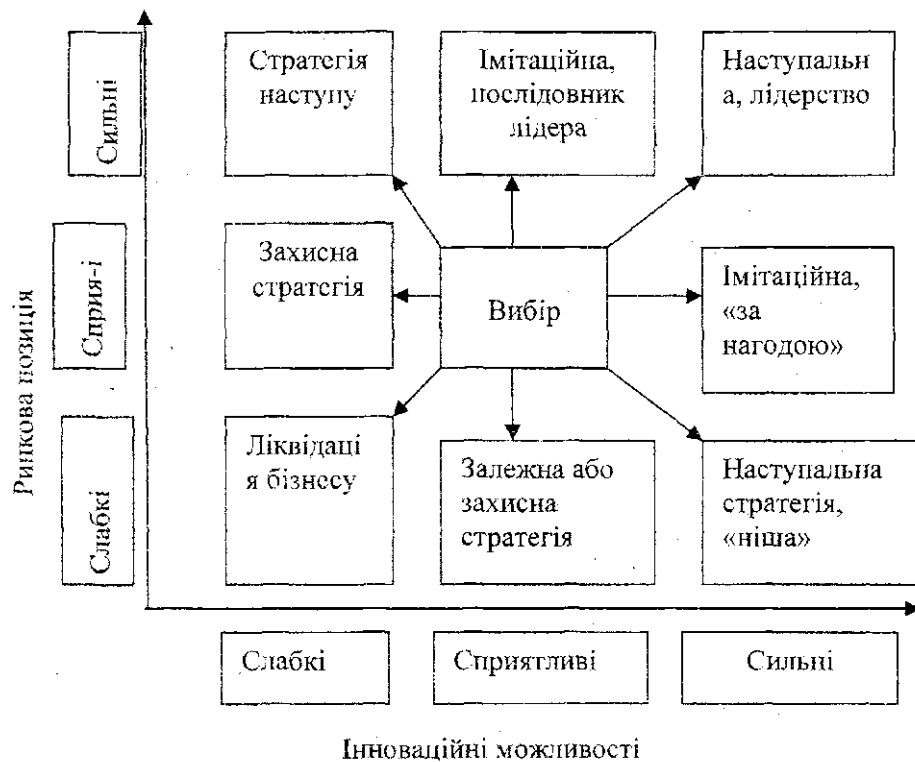 Ринкова позиція
Сильні
Стратегія
наступу
Імітаційна,
послідовник
лідера
Наступальн
а, лідерство
Сприя-і
Захисна
стратегія
Вибір
Імітаційна,
«за
нагодою»
Слабкі
Ліквідаці
я бізнесу
Залежна або
захисна
стратегія
Наступальна
стратегія,
«ніша»
Слабкі
Сприятливі
Сильні
Інноваційні можливості